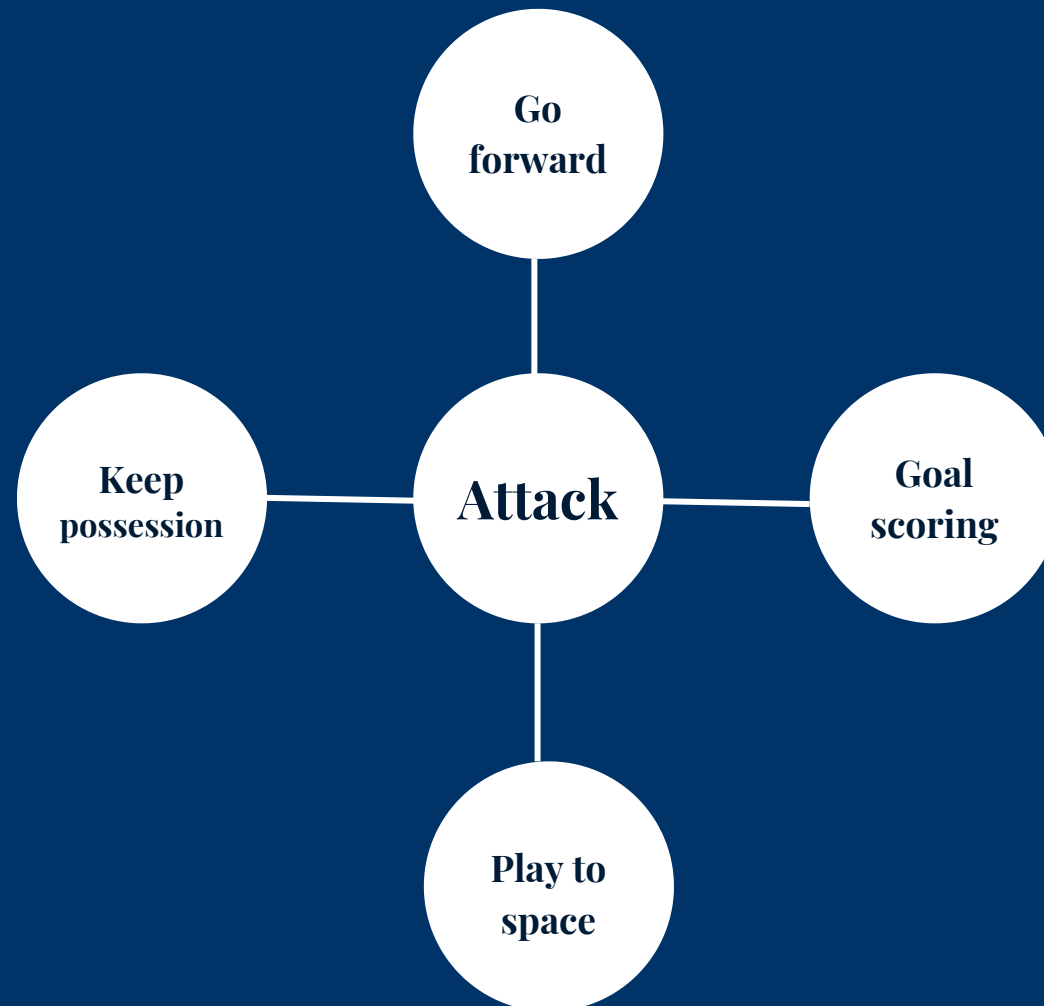 Go
forward
Keep
possession
Attack
Goal
scoring
Play to
space